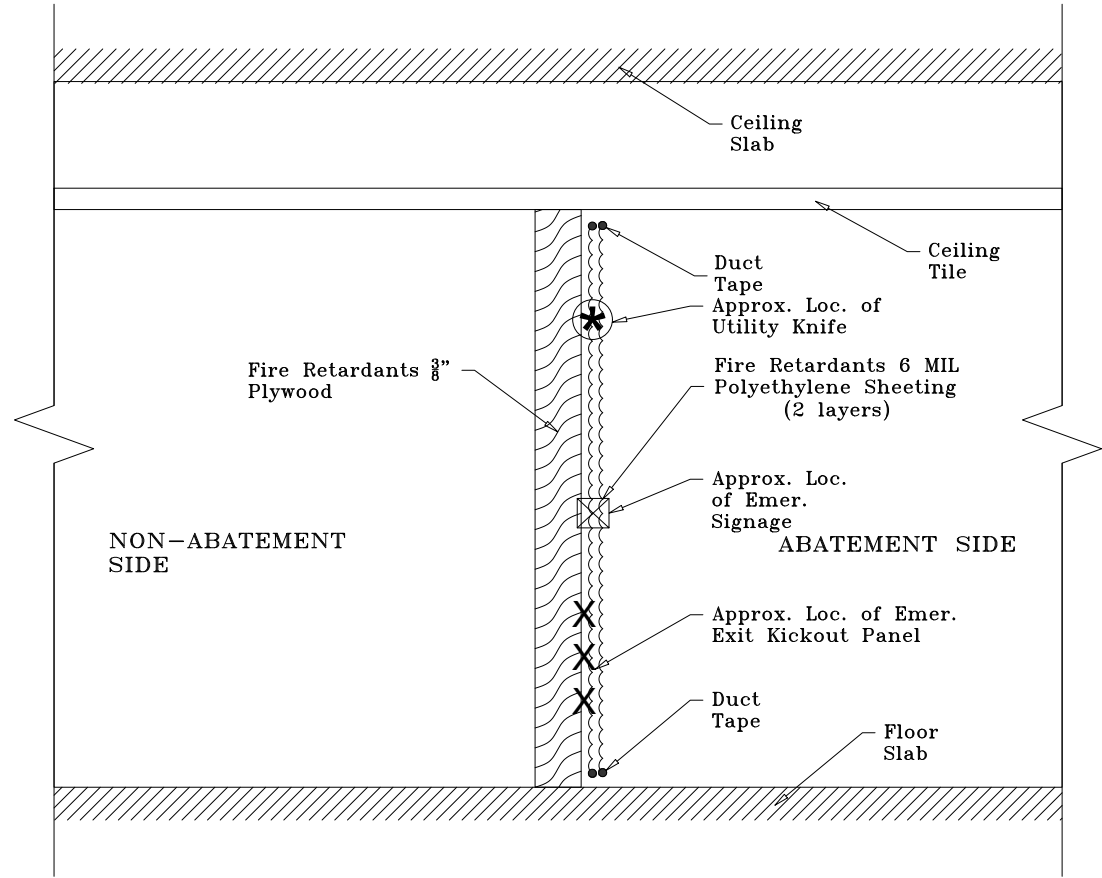 Ceiling
Slab
Ceiling
Tile
Duct
Tape
Approx. Loc. of
Utility Knife
Fire Retardants 3/8"
Plywood
Fire Retardants 6 MIL
Polyethylene Sheeting
(2 layers)
Approx. Loc.
of Emer.
Signage
NON-ABATEMENT
SIDE
ABATEMENT SIDE
X
X
X
Approx. Loc. of Emer.
Exit Kickout Panel
Duct
Tape
Floor
Slab